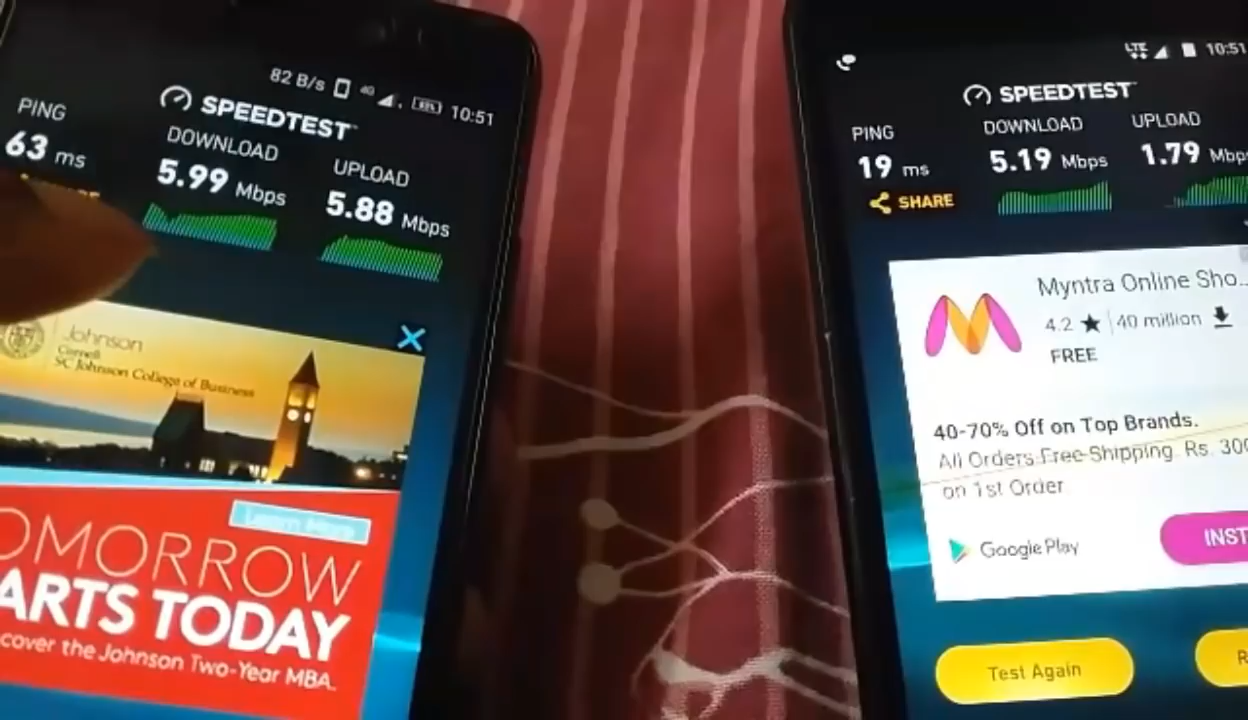 82 B/s 4G 10:51
SPEEDTEST
PING DOWNLOAD UPLOAD
63 ms 5.99 Mbps 5.88 Mbps
Johnson
Cornell
SC Johnson College of Business
Learn More
OMORROW
ARTS TODAY
cover the Johnson Two-Year MBA.
LTE 10:51
SPEEDTEST
PING DOWNLOAD UPLOAD
19 ms 5.19 Mbps 1.79 Mbps
SHARE
Myntra Online Sho...
4.2 ★ | 40 million
FREE
40-70% Off on Top Brands.
All Orders Free Shipping. Rs. 300
on 1st Order
Google Play
INST
Test Again
R